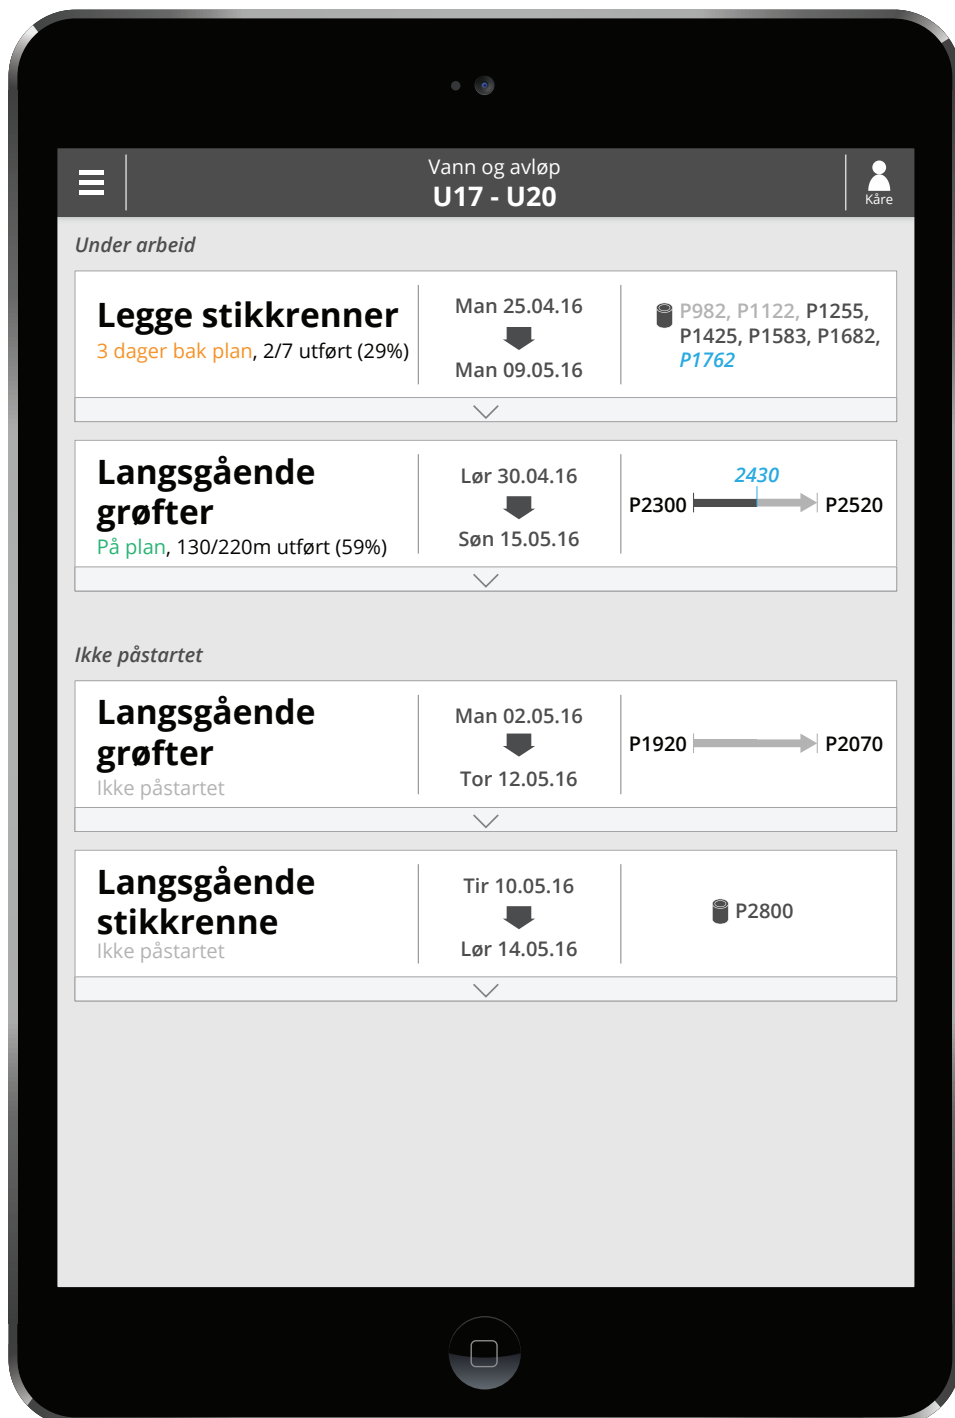 Vann og avløp
U17 - U20
Kåre
Under arbeid
Legge stikkrenner
3 dager bak plan, 2/7 utført (29%)
Man 25.04.16
Man 09.05.16
P982, P1122, P1255,
P1425, P1583, P1682,
P1762
Langsgående
grøfter
På plan, 130/220m utført (59%)
Lør 30.04.16
Søn 15.05.16
2430
P2300
P2520
Ikke påstartet
Langsgående
grøfter
Ikke påstartet
Man 02.05.16
Tor 12.05.16
P1920
P2070
Langsgående
stikkrenne
Ikke påstartet
Tir 10.05.16
Lør 14.05.16
P2800